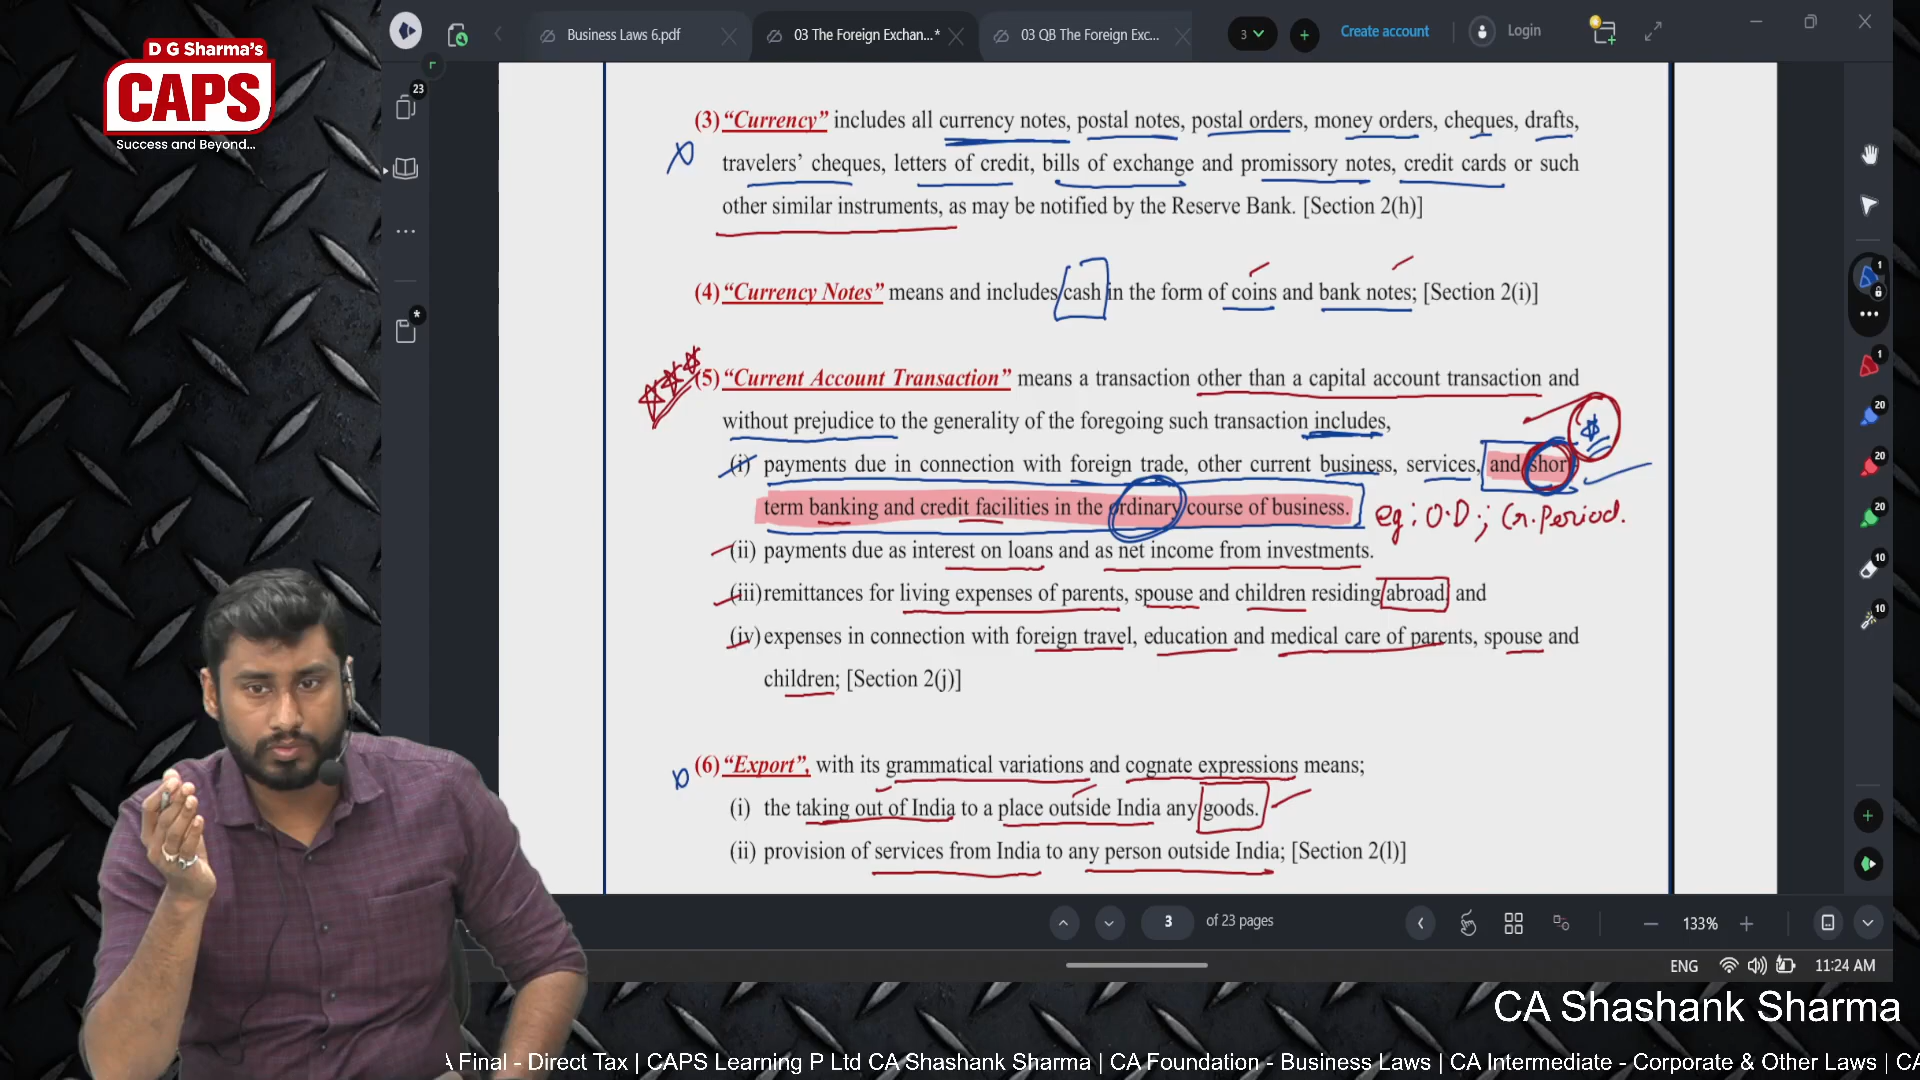 D G Sharma's
CAPS
Success and Beyond...
Business Laws 6.pdf
03 The Foreign Exchan...*
03 QB The Foreign Exc...
3
Create account
Login
23
(3) “Currency” includes all currency notes, postal notes, postal orders, money orders, cheques, drafts,
travelers’ cheques, letters of credit, bills of exchange and promissory notes, credit cards or such
other similar instruments, as may be notified by the Reserve Bank. [Section 2(h)]
(4) “Currency Notes” means and includes cash in the form of coins and bank notes; [Section 2(i)]
(5) “Current Account Transaction” means a transaction other than a capital account transaction and
without prejudice to the generality of the foregoing such transaction includes,
(i) payments due in connection with foreign trade, other current business, services, and short
term banking and credit facilities in the ordinary course of business.
eg: O.D.; Cr. Period.
(ii) payments due as interest on loans and as net income from investments.
(iii) remittances for living expenses of parents, spouse and children residing abroad, and
(iv) expenses in connection with foreign travel, education and medical care of parents, spouse and
children; [Section 2(j)]
(6) “Export”, with its grammatical variations and cognate expressions means;
(i) the taking out of India to a place outside India any goods.
(ii) provision of services from India to any person outside India; [Section 2(l)]
1
1
20
20
20
10
10
3 of 23 pages
133%
ENG
11:24 AM
CA Shashank Sharma
A Final - Direct Tax | CAPS Learning P Ltd CA Shashank Sharma | CA Foundation - Business Laws | CA Intermediate - Corporate & Other Laws | CA